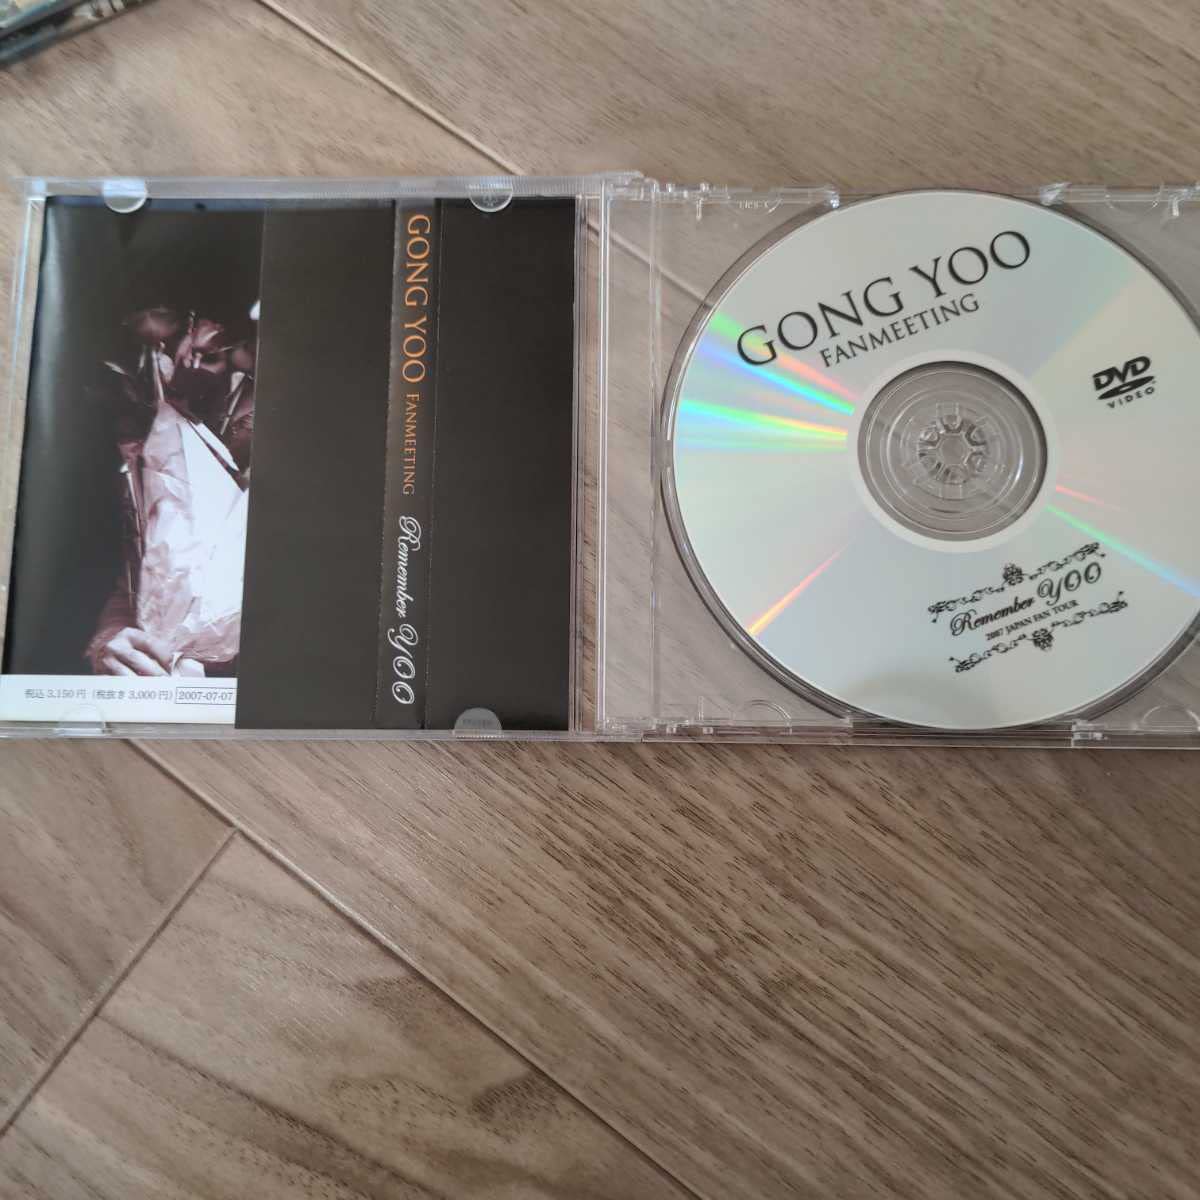 GONG YOO FANMEETING Remember YOO
税込 3,150円（税抜き 3,000円） 2007-07-07
GONG YOO
FANMEETING
DVD
VIDEO
Remember YOO
2007 JAPAN FAN TOUR